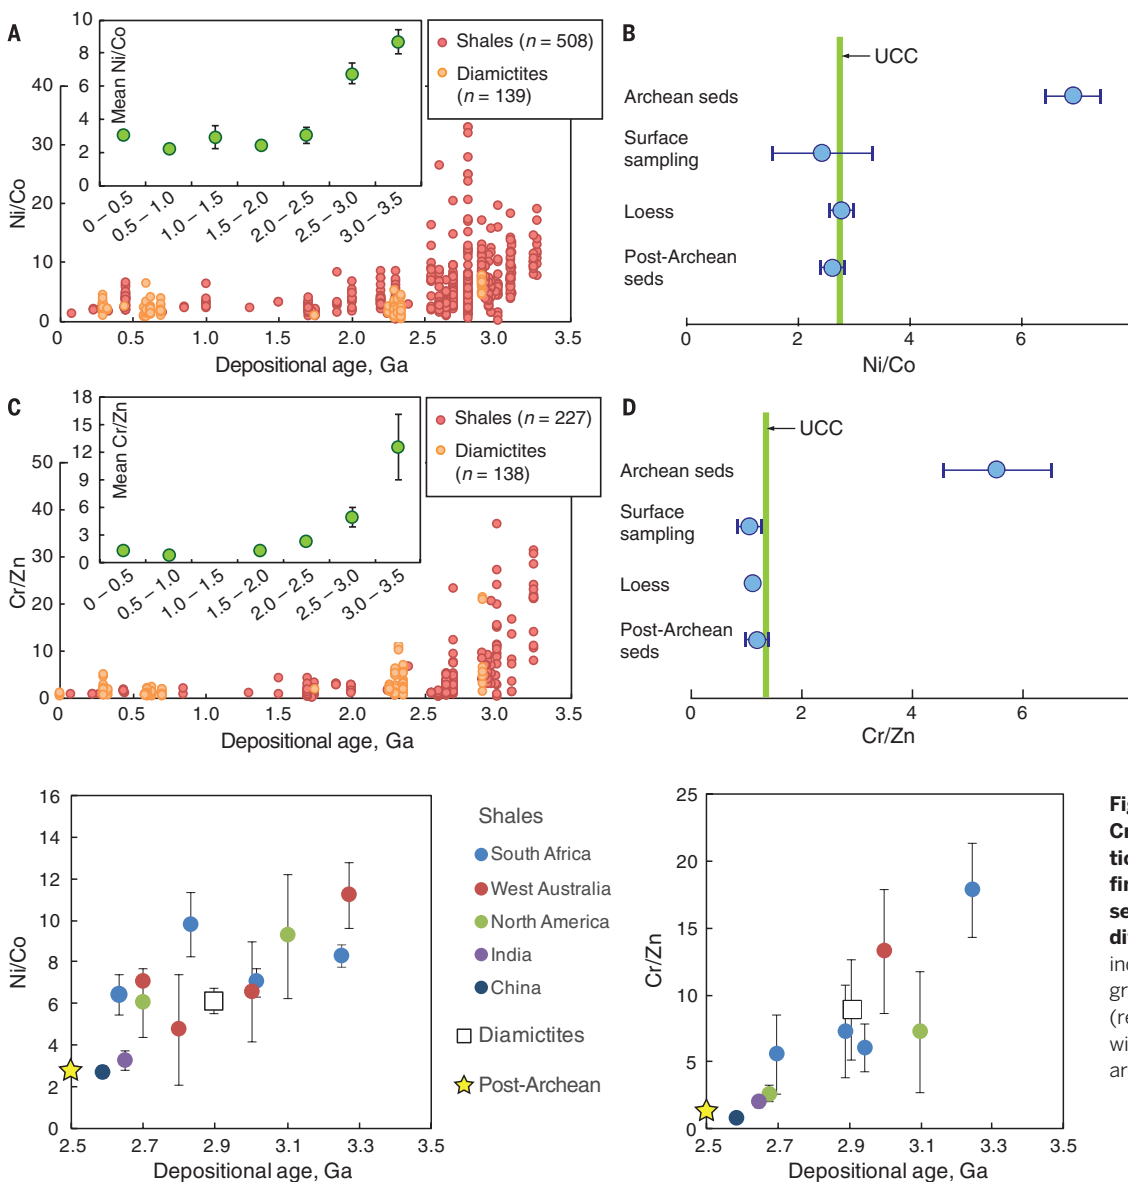 A
10
8
6
4
2
0
Mean Ni/Co
0 – 0.5
0.5 – 1.0
1.0 – 1.5
1.5 – 2.0
2.0 – 2.5
2.5 – 3.0
3.0 – 3.5
Shales (n = 508)
Diamictites
(n = 139)
40
30
20
10
0
Ni/Co
0.5
1.0
1.5
2.0
2.5
3.0
3.5
Depositional age, Ga
B
UCC
Archean seds
Surface
sampling
Loess
Post-Archean
seds
0
2
4
6
Ni/Co
C
18
15
12
9
6
3
0
Mean Cr/Zn
0 – 0.5
0.5 – 1.0
1.0 – 1.5
1.5 – 2.0
2.0 – 2.5
2.5 – 3.0
3.0 – 3.5
Shales (n = 227)
Diamictites
(n = 138)
50
40
30
20
10
0
Cr/Zn
0
0.5
1.0
1.5
2.0
2.5
3.0
3.5
Depositional age, Ga
D
UCC
Archean seds
Surface
sampling
Loess
Post-Archean
seds
0
2
4
6
Cr/Zn
16
14
12
10
8
6
4
2
0
Ni/Co
2.5
2.7
2.9
3.1
3.3
3.5
Depositional age, Ga
Shales
South Africa
West Australia
North America
India
China
Diamictites
Post-Archean
25
20
15
10
5
0
Cr/Zn
2.5
2.7
2.9
3.1
3.3
3.5
Depositional age, Ga
Fig
Cr
tio
fin
se
di
inc
gr
(re
wi
ar